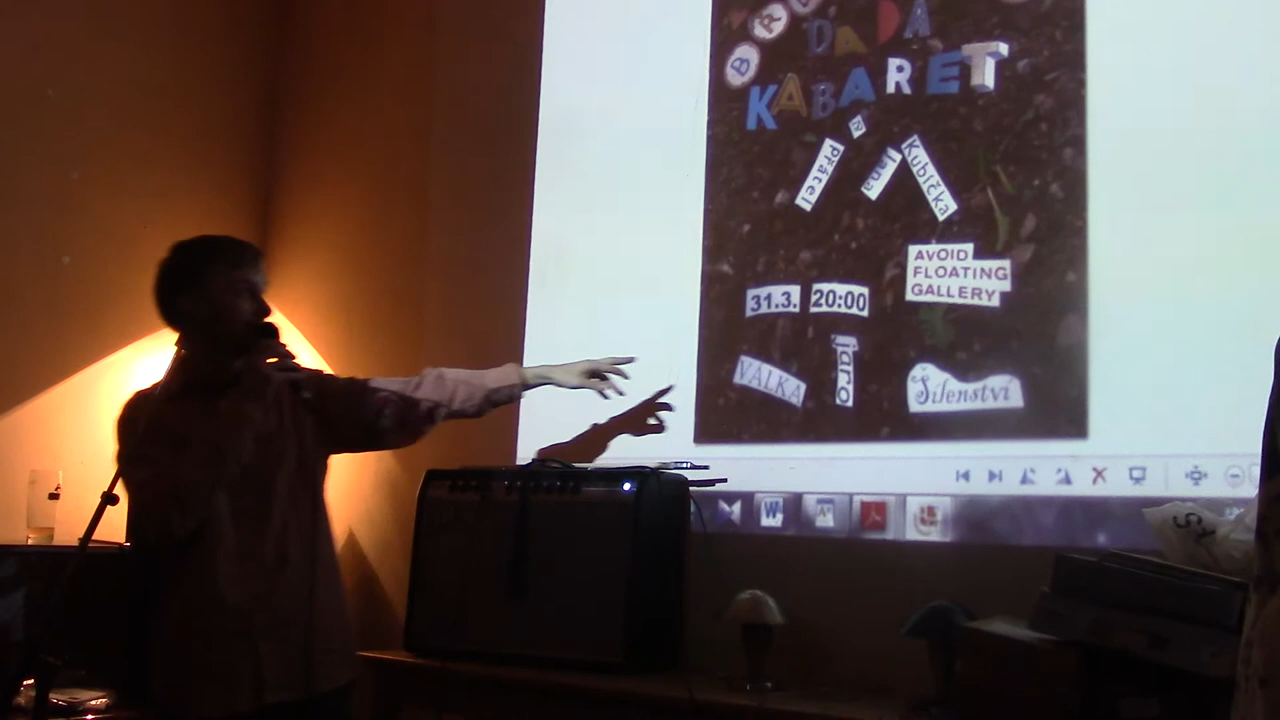 DADA
KABARET
přátel
Jana
Kubíčka
AVOID
FLOATING
GALLERY
31.3. 20:00
VÁLKA
jaro
Šílenství
W